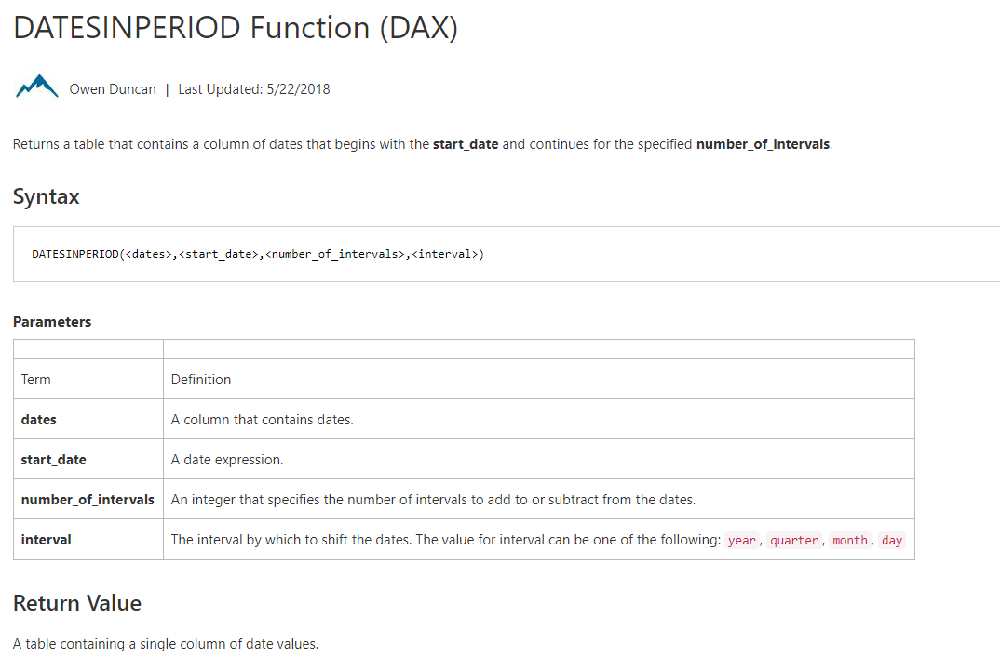 DATESINPERIOD Function (DAX)
Owen Duncan | Last Updated: 5/22/2018
Returns a table that contains a column of dates that begins with the start_date and continues for the specified number_of_intervals.
Syntax
DATESINPERIOD(<dates>,<start_date>,<number_of_intervals>,<interval>)
Parameters
Term Definition
dates A column that contains dates.
start_date A date expression.
number_of_intervals An integer that specifies the number of intervals to add to or subtract from the dates.
interval The interval by which to shift the dates. The value for interval can be one of the following: year, quarter, month, day
Return Value
A table containing a single column of date values.